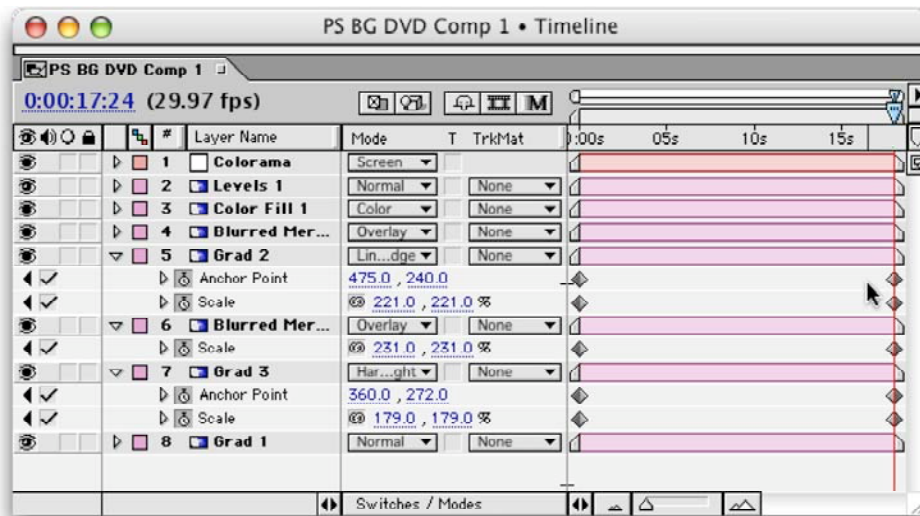 PS BG DVD Comp 1 • Timeline
PS BG DVD Comp 1
0:00:17:24 (29.97 fps)
M
# Layer Name Mode T TrkMat ):00s 05s 10s 15s
1 Colorama Screen
2 Levels 1 Normal None
3 Color Fill 1 Color None
4 Blurred Mer... Overlay None
5 Grad 2 Lin...dge None
Anchor Point 475.0 , 240.0
Scale 221.0 , 221.0 %
6 Blurred Mer... Overlay None
Scale 231.0 , 231.0 %
7 Grad 3 Har...ght None
Anchor Point 360.0 , 272.0
Scale 179.0 , 179.0 %
8 Grad 1 Normal None
Switches / Modes